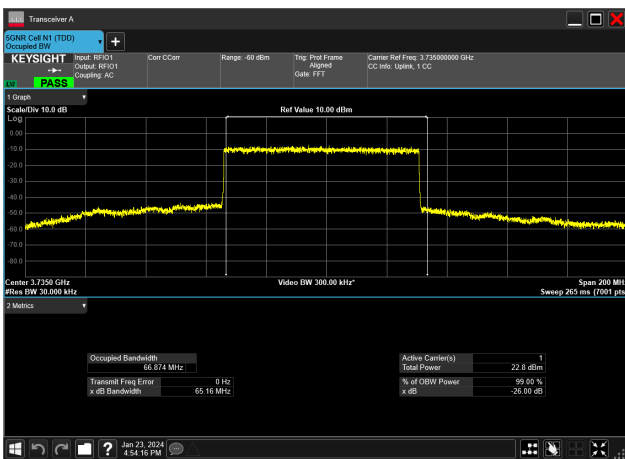 Transceiver A
5GNR Cell N1 (TDD)
Occupied BW
KEYSIGHT
PASS
Input: RFIO1
Output: RFIO1
Coupling: AC
Corr CCorr
Range: -60 dBm
Trig: Prot Frame
Aligned
Gate: FFT
Carrier Ref Freq: 3.735000000 GHz
CC Info: Uplink, 1 CC
1 Graph
Scale/Div 10.0 dB
Ref Value 10.00 dBm
Log
0.00
-10.0
-20.0
-30.0
-40.0
-50.0
-60.0
-70.0
-80.0
Center 3.7350 GHz
Video BW 300.00 kHz*
Span 200 MHz
#Res BW 30.000 kHz
Sweep 265 ms (7001 pts
2 Metrics
Occupied Bandwidth
66.874 MHz
Active Carrier(s) 1
Total Power 22.8 dBm
Transmit Freq Error 0 Hz
x dB Bandwidth 65.16 MHz
% of OBW Power 99.00 %
x dB -26.00 dB
Jan 23, 2024
4:54:16 PM